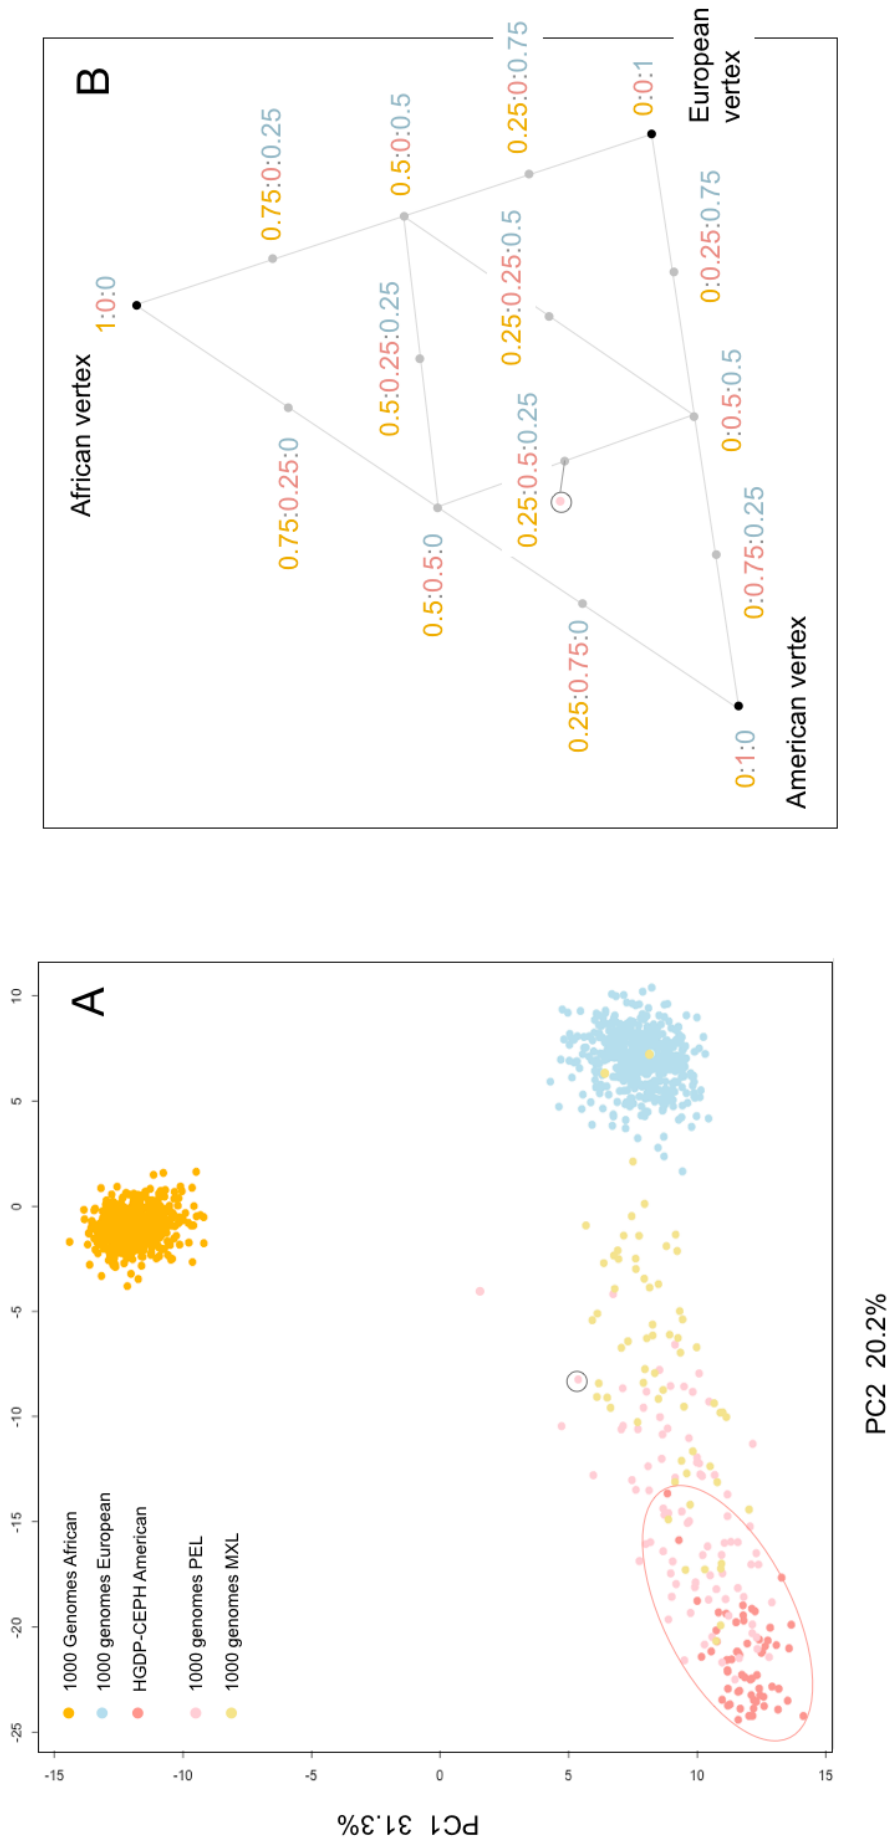 A
1000 Genomes African
1000 genomes European
HGDP-CEPH American
1000 genomes PEL
1000 genomes MXL
-25
-20
-15
-10
-5
0
5
10
PC2 20.2%
-15
-10
-5
0
5
10
15
PC1 31.3%
B
African vertex
1:0:0
0.75:0:0.25
0.75:0.25:0
0.5:0:0.5
0.5:0.25:0.25
0.5:0.5:0
0.25:0:0.75
0.25:0.25:0.5
0.25:0.5:0.25
0.25:0.75:0
0:0:1
European
vertex
0:0.25:0.75
0:0.5:0.5
0:0.75:0.25
0:1:0
American vertex